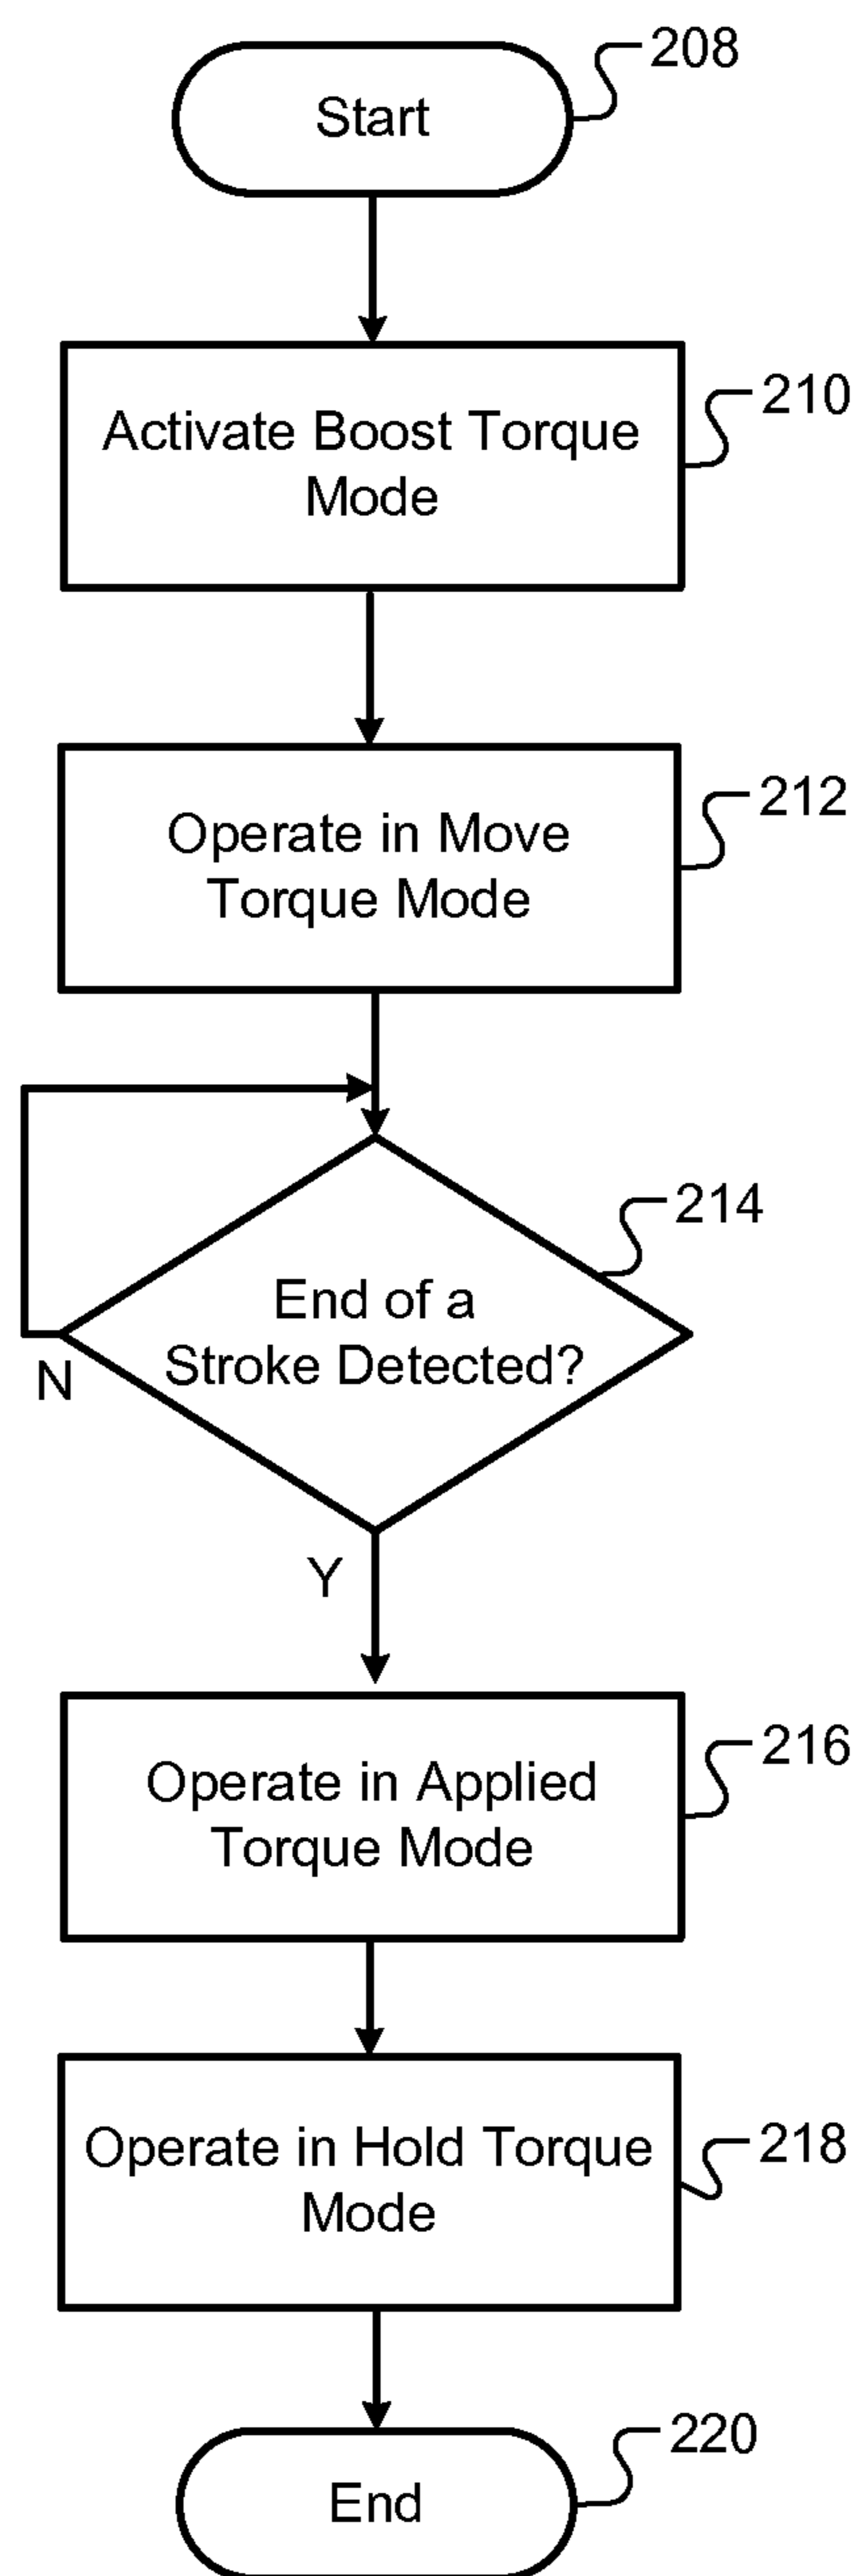 208
Start
210
Activate Boost Torque
Mode
212
Operate in Move
Torque Mode
214
End of a
Stroke Detected?
N
Y
216
Operate in Applied
Torque Mode
218
Operate in Hold Torque
Mode
220
End